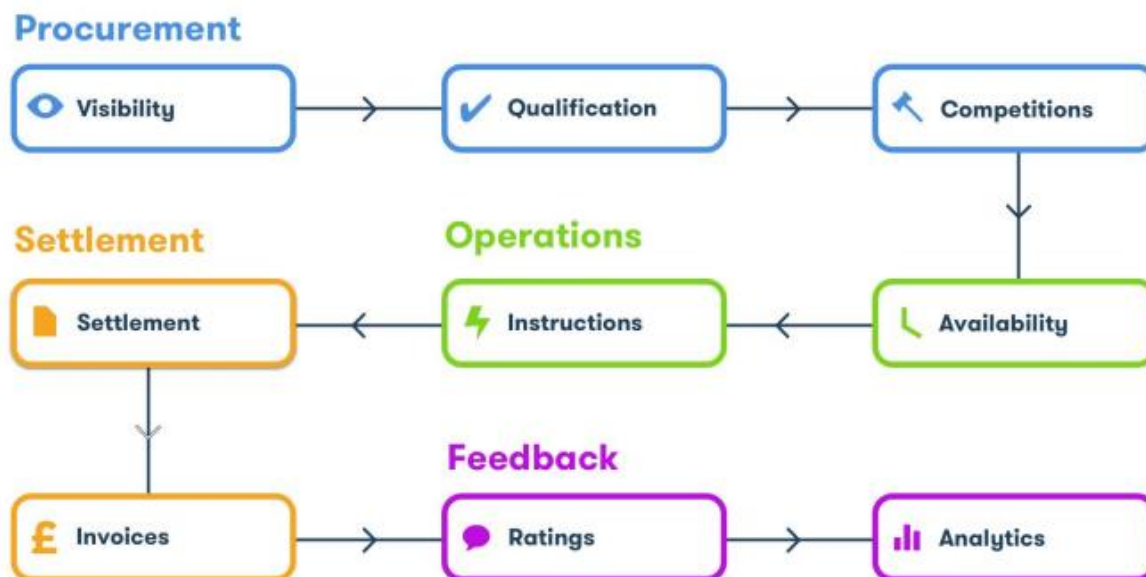 Procurement
Visibility
Qualification
Competitions
Settlement
Operations
Settlement
Instructions
Availability
Feedback
£ Invoices
Ratings
Analytics